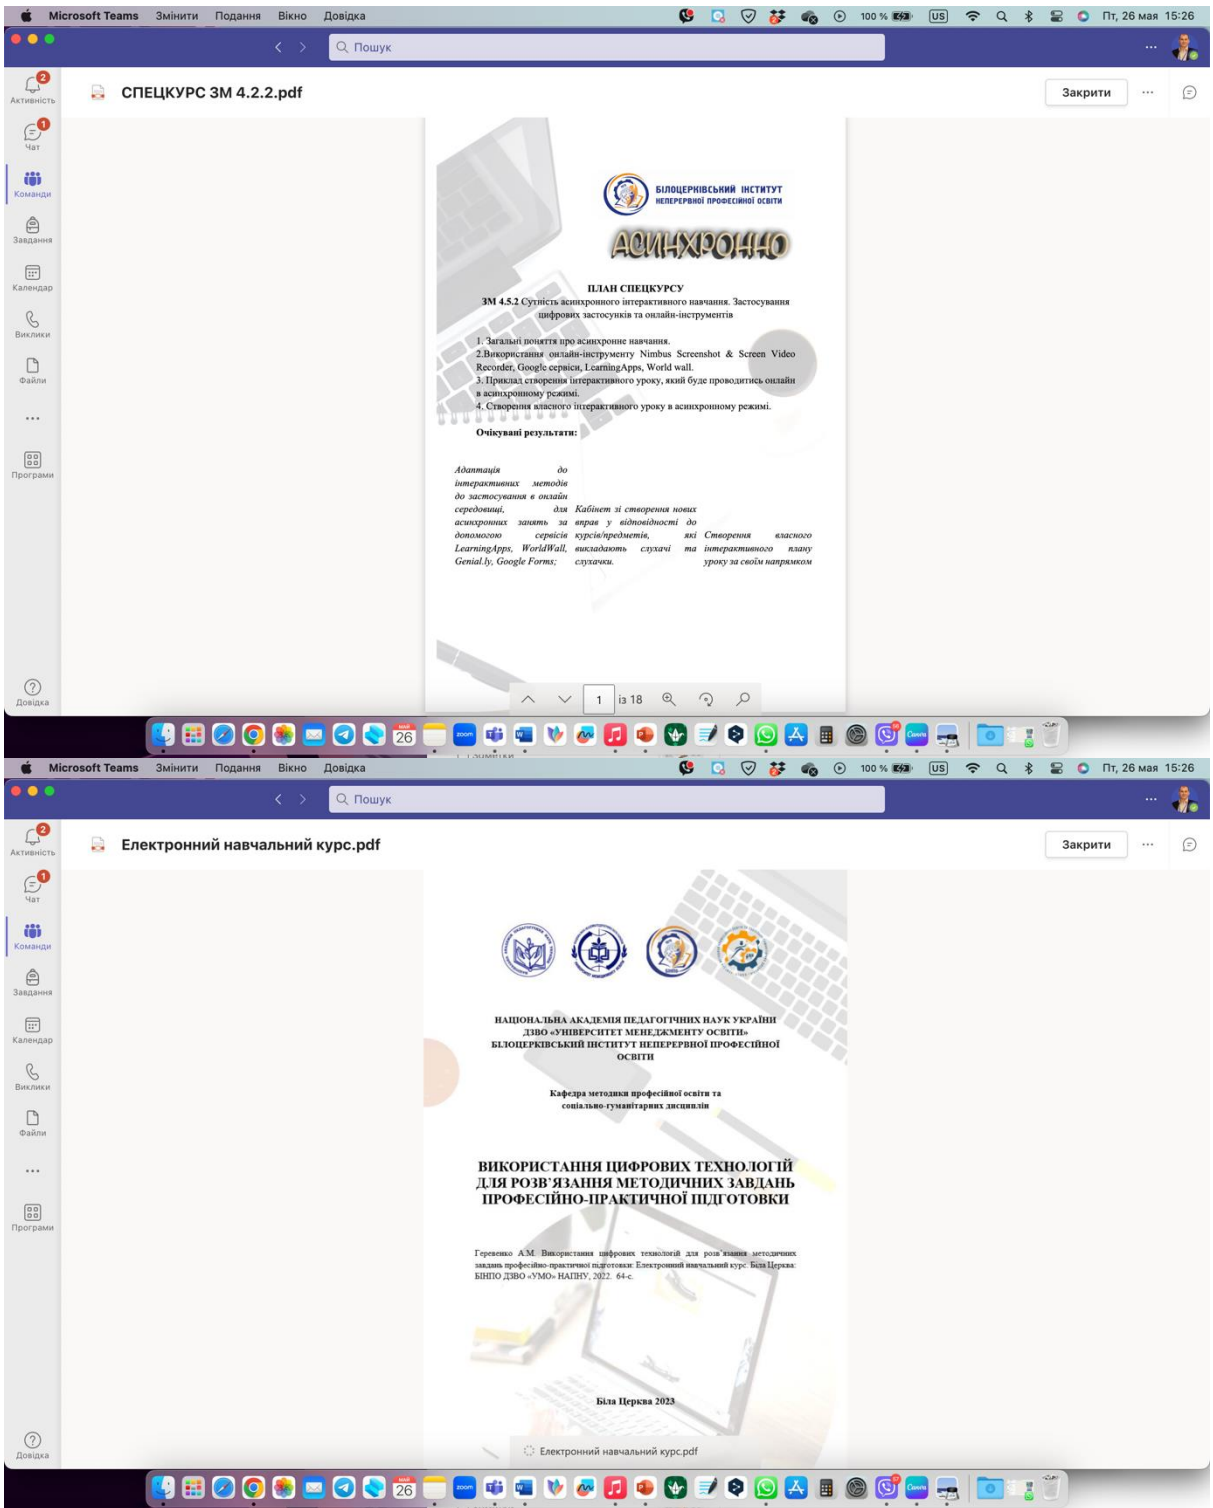 Microsoft Teams Змінити Подання Вікно Довідка 100 % US Пт, 26 мая 15:26
Пошук
2
Активність
СПЕЦКУРС ЗМ 4.2.2.pdf
Закрити
1
Чат
Команди
Завдання
Календар
Виклики
Файли
Програми
Довідка
БІЛОЦЕРКІВСЬКИЙ ІНСТИТУТ
НЕПЕРЕРВНОЇ ПРОФЕСІЙНОЇ ОСВІТИ
АСИНХРОННО
ПЛАН СПЕЦКУРСУ
ЗМ 4.5.2 Сутність асинхронного інтерактивного навчання. Застосування
цифрових застосунків та онлайн-інструментів
1. Загальні поняття про асинхронне навчання.
2.Використання онлайн-інструменту Nimbus Screenshot & Screen Video
Recorder, Google сервіси, LearningApps, World wall.
3. Приклад створення інтерактивного уроку, який буде проводитись онлайн
в асинхронному режимі.
4. Створення власного інтерактивного уроку в асинхронному режимі.
Очікувані результати:
Адаптація до
інтерактивних методів
до застосування в онлайн
середовищі, для
асинхронних занять за
допомогою сервісів
LearningApps, WorldWall,
Genial.ly, Google Forms;
Кабінет зі створення нових
вправ у відповідності до
курсів/предметів, які
викладають слухачі та
слухачки.
Створення власного
інтерактивного плану
уроку за своїм напрямком
1 із 18
МАЙ
26
zoom
Canva
Microsoft Teams Змінити Подання Вікно Довідка 100 % US Пт, 26 мая 15:26
Пошук
2
Активність
Електронний навчальний курс.pdf
Закрити
1
Чат
Команди
Завдання
Календар
Виклики
Файли
Програми
Довідка
НАЦІОНАЛЬНА АКАДЕМІЯ ПЕДАГОГІЧНИХ НАУК УКРАЇНИ
ДЗВО «УНІВЕРСИТЕТ МЕНЕДЖМЕНТУ ОСВІТИ»
БІЛОЦЕРКІВСЬКИЙ ІНСТИТУТ НЕПЕРЕРВНОЇ ПРОФЕСІЙНОЇ
ОСВІТИ
Кафедра методики професійної освіти та
соціально-гуманітарних дисциплін
ВИКОРИСТАННЯ ЦИФРОВИХ ТЕХНОЛОГІЙ
ДЛЯ РОЗВ'ЯЗАННЯ МЕТОДИЧНИХ ЗАВДАНЬ
ПРОФЕСІЙНО-ПРАКТИЧНОЇ ПІДГОТОВКИ
Геревенко А.М. Використання цифрових технологій для розв'язання методичних
завдань професійно-практичної підготовки: Електронний навчальний курс. Біла Церква:
БІНПО ДЗВО «УМО» НАПНУ, 2022. 64-с.
Біла Церква 2023
Електронний навчальний курс.pdf
МАЙ
26
zoom
Canva